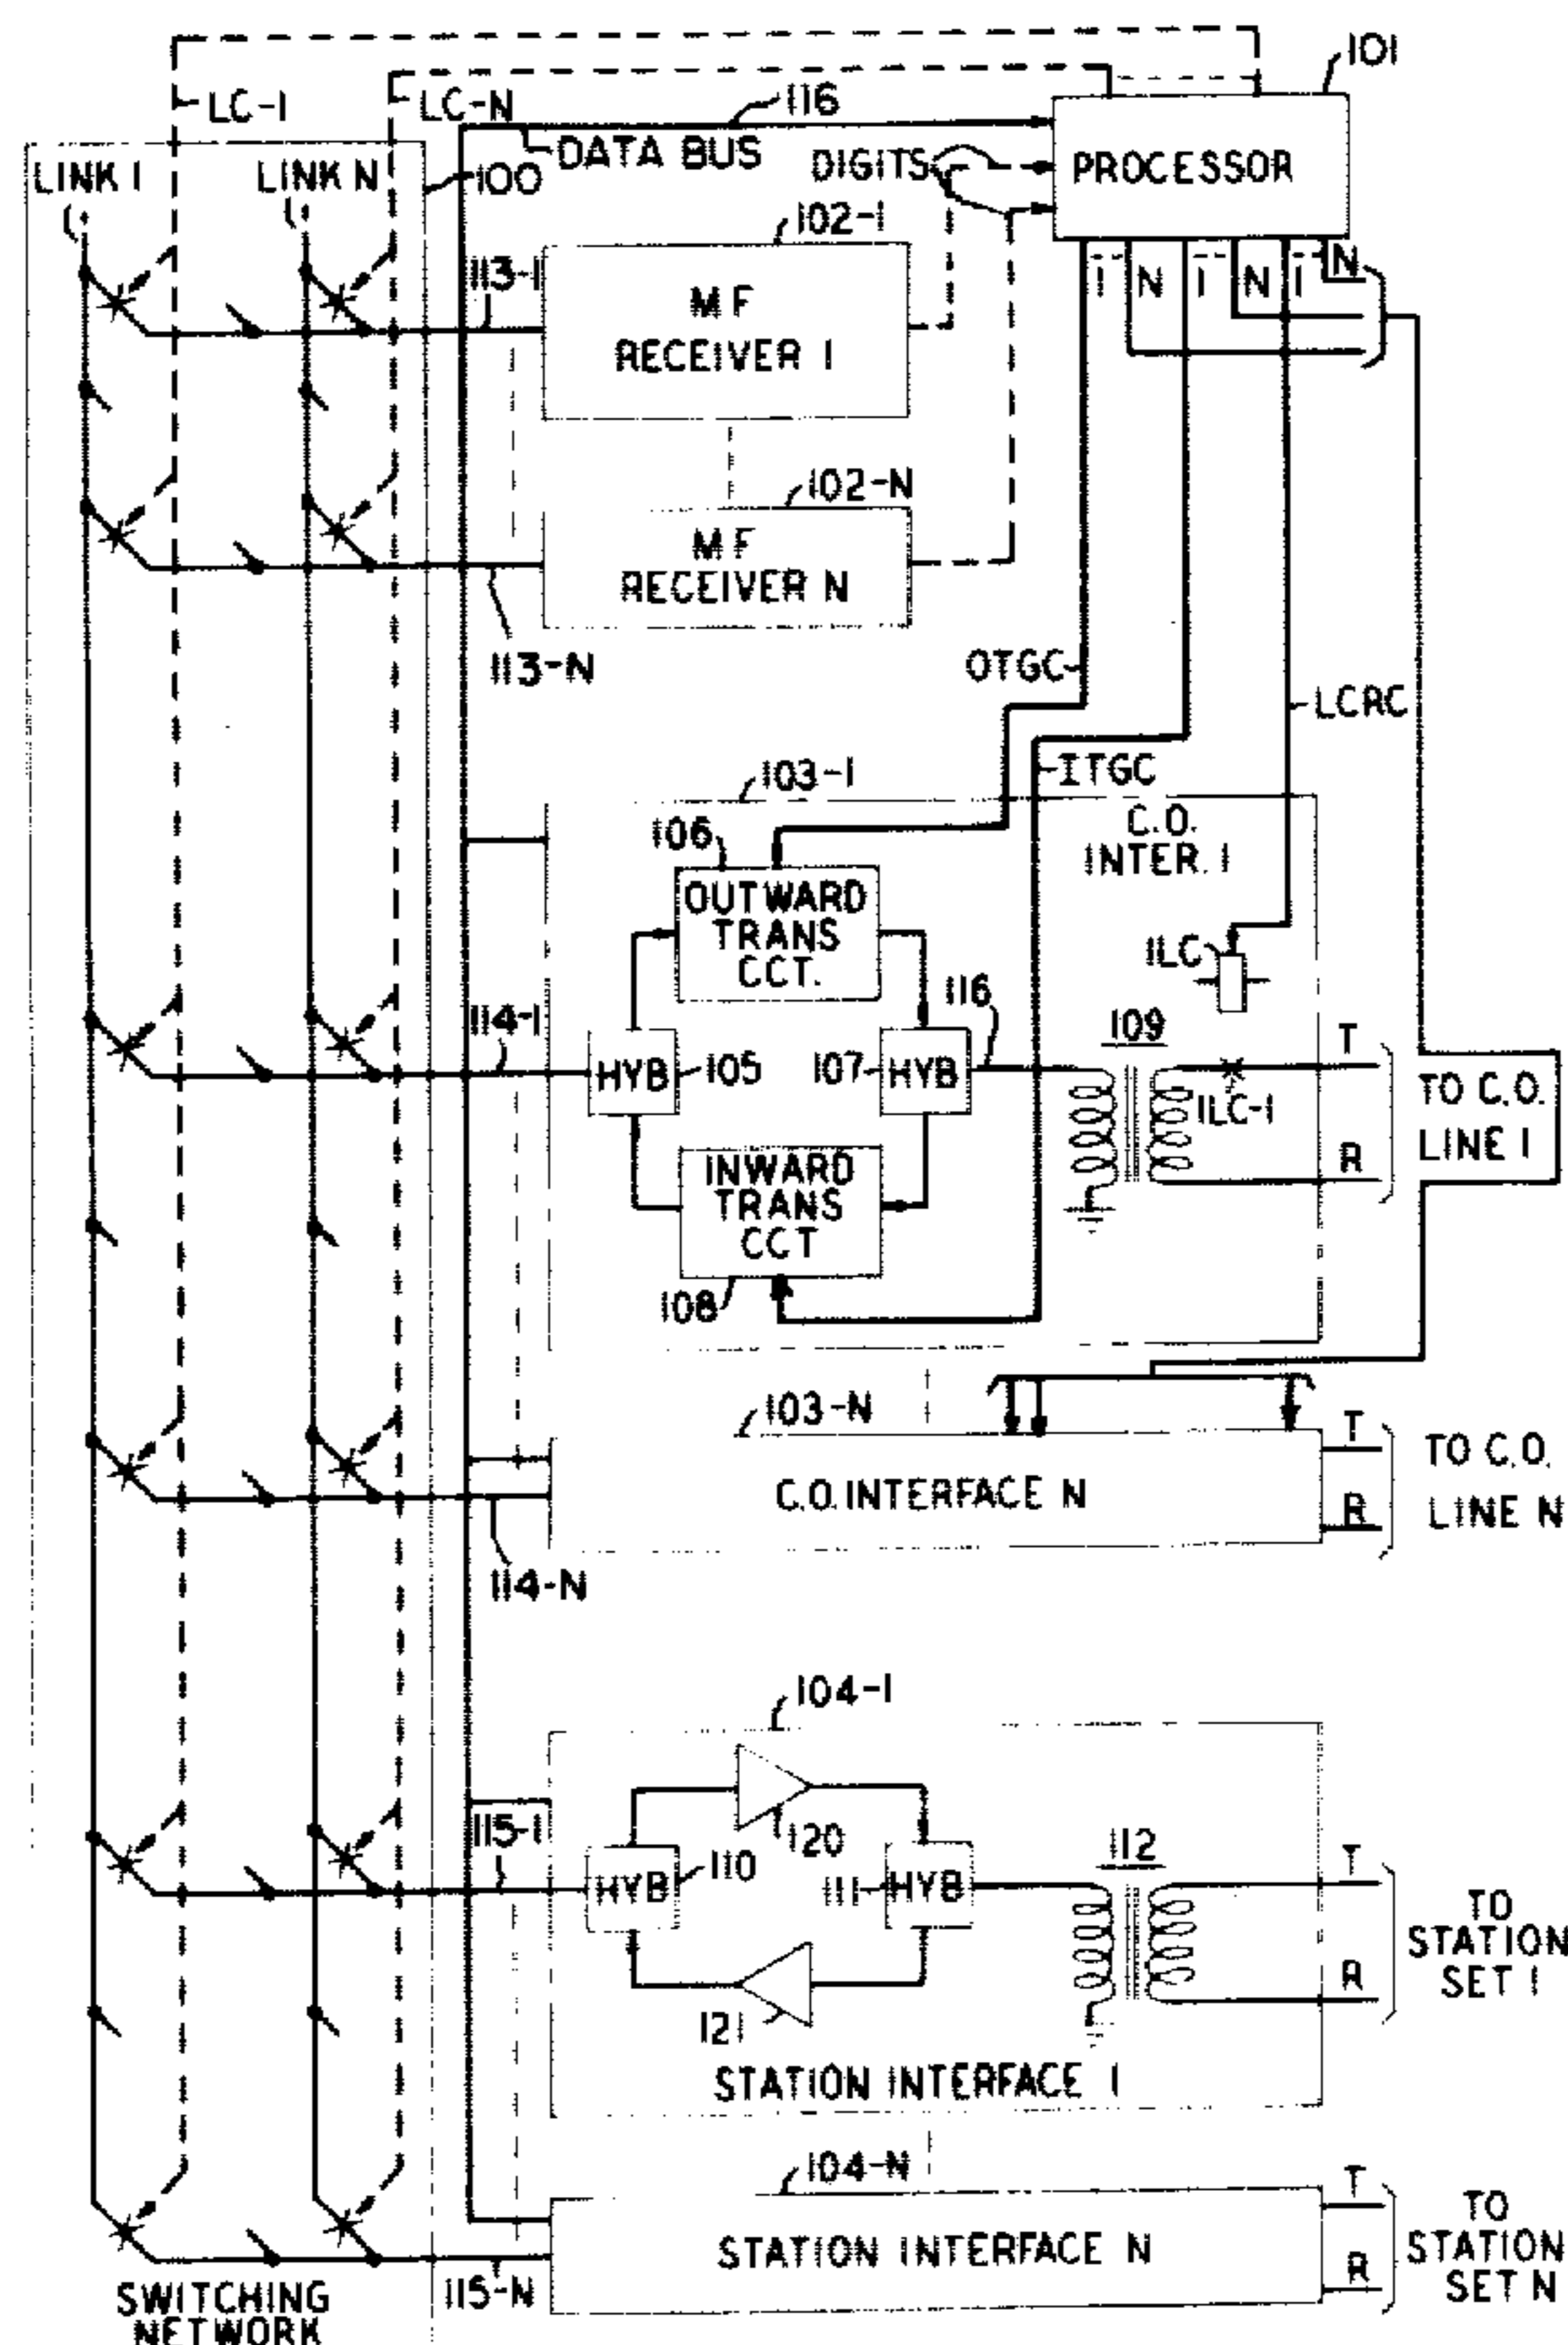 101
LC-1
LC-N
116
DATA BUS
DIGITS
PROCESSOR
LINK 1
LINK N
100
102-1
113-1
MF
RECEIVER 1
1 N 1 N 1 N
102-N
MF
RECEIVER N
113-N
OTGC
LCRC
ITGC
103-1
C.O.
INTER. 1
106
OUTWARD
TRANS
CCT.
1LC
116
109
T
114-1
HYB
105
107
HYB
1LC-1
TO C.O.
LINE 1
R
INWARD
TRANS
CCT
108
103-N
T
TO C.O.
C.O. INTERFACE N
R
LINE N
114-N
104-1
115-1
120
112
T
HYB
110
111
HYB
TO
STATION
SET 1
R
121
STATION INTERFACE 1
104-N
T
STATION INTERFACE N
TO
STATION
SET N
R
115-N
SWITCHING
NETWORK